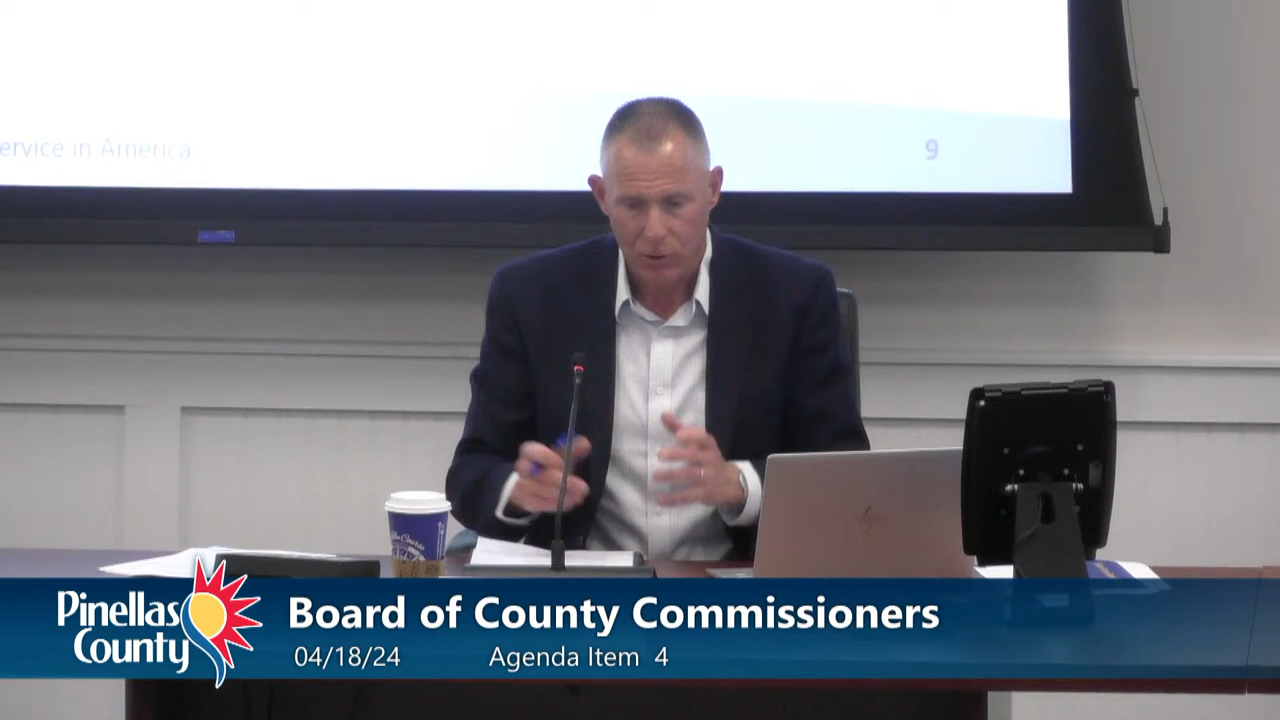 ervice in America
9
Pinellas
County
Board of County Commissioners
04/18/24
Agenda Item 4